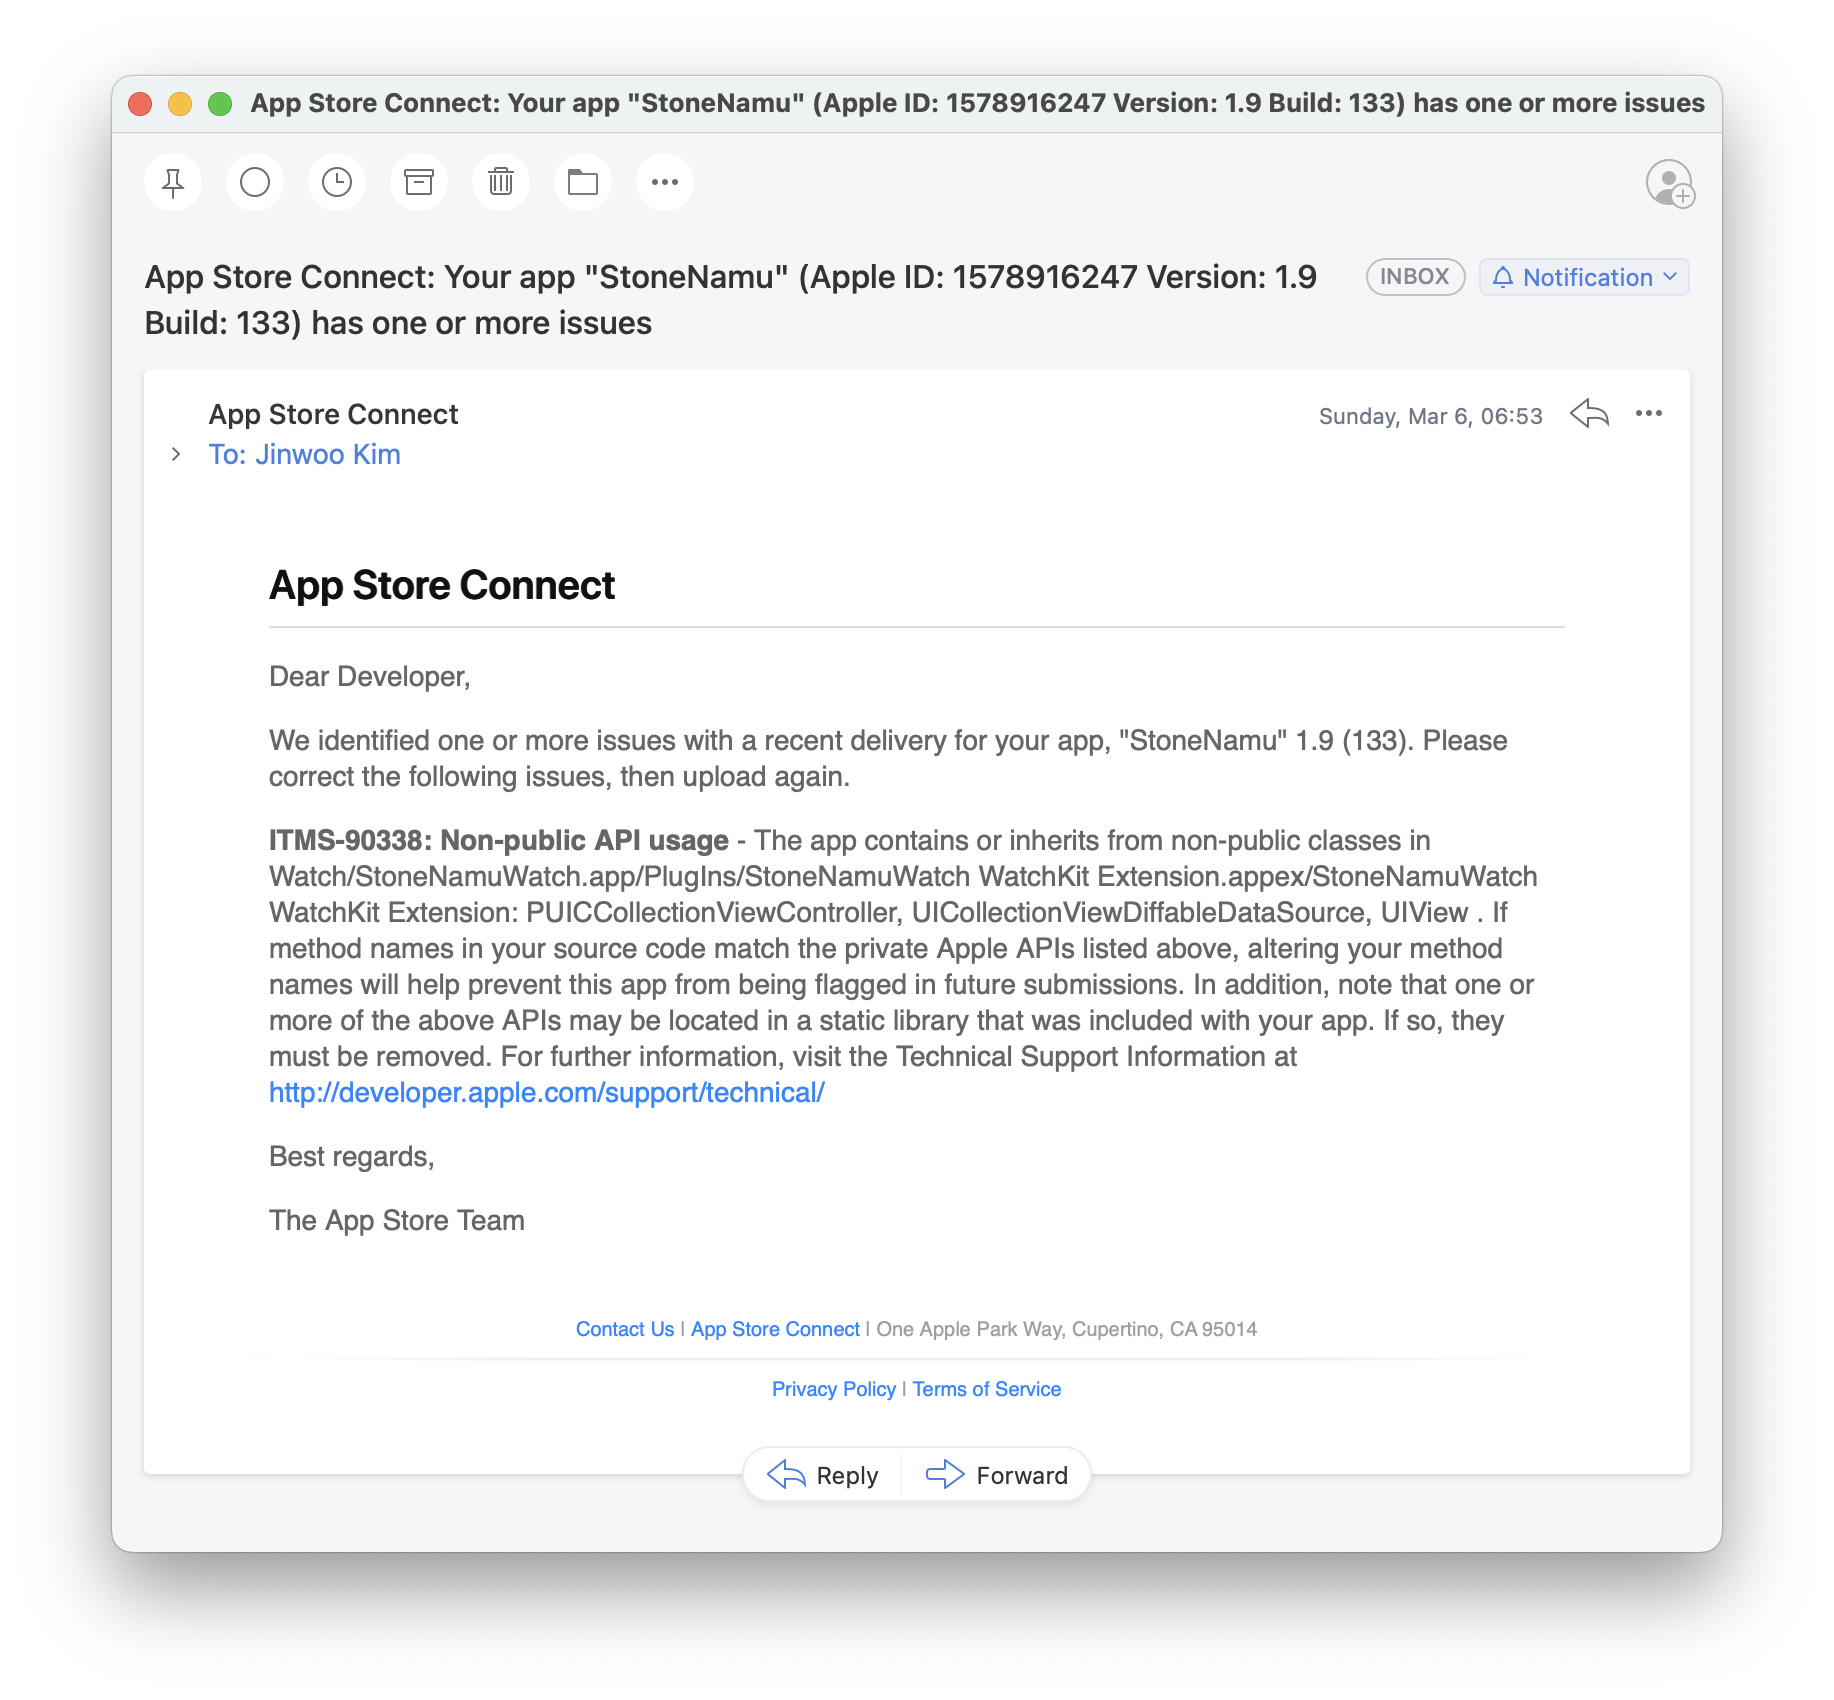 App Store Connect: Your app "StoneNamu" (Apple ID: 1578916247 Version: 1.9 Build: 133) has one or more issues
App Store Connect: Your app "StoneNamu" (Apple ID: 1578916247 Version: 1.9
Build: 133) has one or more issues
INBOX
Notification
App Store Connect
Sunday, Mar 6, 06:53
To: Jinwoo Kim
App Store Connect
Dear Developer,
We identified one or more issues with a recent delivery for your app, "StoneNamu" 1.9 (133). Please
correct the following issues, then upload again.
ITMS-90338: Non-public API usage - The app contains or inherits from non-public classes in
Watch/StoneNamuWatch.app/PlugIns/StoneNamuWatch WatchKit Extension.appex/StoneNamuWatch
WatchKit Extension: PUICCollectionViewController, UICollectionViewDiffableDataSource, UIView . If
method names in your source code match the private Apple APIs listed above, altering your method
names will help prevent this app from being flagged in future submissions. In addition, note that one or
more of the above APIs may be located in a static library that was included with your app. If so, they
must be removed. For further information, visit the Technical Support Information at
http://developer.apple.com/support/technical/
Best regards,
The App Store Team
Contact Us | App Store Connect | One Apple Park Way, Cupertino, CA 95014
Privacy Policy | Terms of Service
Reply
Forward